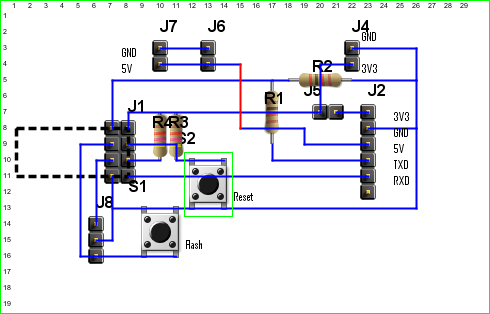 1 2 3 4 5 6 7 8 9 10 11 12 13 14 15 16 17 18 19 20 21 22 23 24 25 26 27 28 29
1
2
3
4
5
6
7
8
9
10
11
12
13
14
15
16
17
18
19
J7 J6 J4
GND
GND
5V
3V3
R2
J5 J2
R1
J1
3V3
R4 R3
GND
S2
5V
TXD
RXD
S1
Reset
J8
Flash